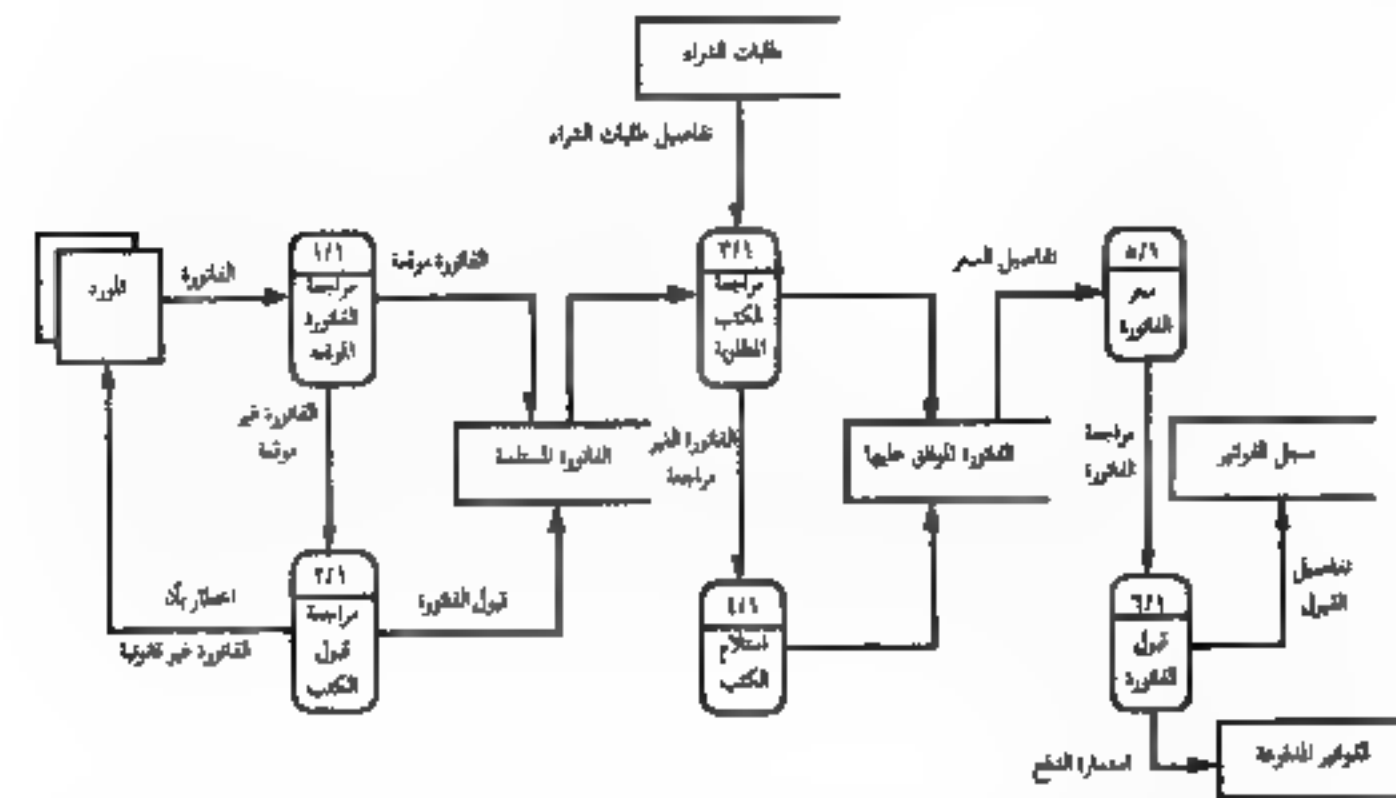 طلبات الشراء
تفاصيل طلبات الشراء
المورد
الفاتورة
١/١
مراجعة
الفاتورة
الموقعة
الفاتورة موقعة
٣/١
مراجعة
الكتب
المطلوبة
تفاصيل السعر
٥/١
سعر
الفاتورة
الفاتورة غير
موقعة
الفاتورة المستلمة
الفاتورة الغير
مراجعة
الفاتورة الموافق عليها
مراجعة
الفاتورة
سجل الفواتير
٢/١
مراجعة
قبول
الكتب
اخطار بأن
الفاتورة غير قانونية
قبول الفاتورة
٤/١
استلام
الكتب
٦/١
قبول
الفاتورة
تفاصيل
القبول
استمارة الدفع
الفواتير المدفوعة